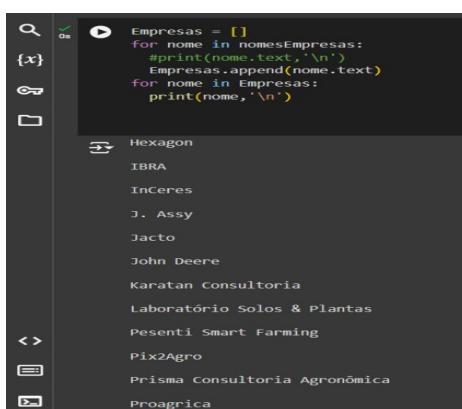 Empresas = []
for nome in nomesEmpresas:
#print(nome.text,'\n')
Empresas.append(nome.text)
for nome in Empresas:
print(nome,'\n')
{x}
0s
Hexagon
IBRA
InCeres
J. Assy
Jacto
John Deere
Karatan Consultoria
Laboratório Solos & Plantas
Pesenti Smart Farming
Pix2Agro
Prisma Consultoria Agronômica
Proagrica